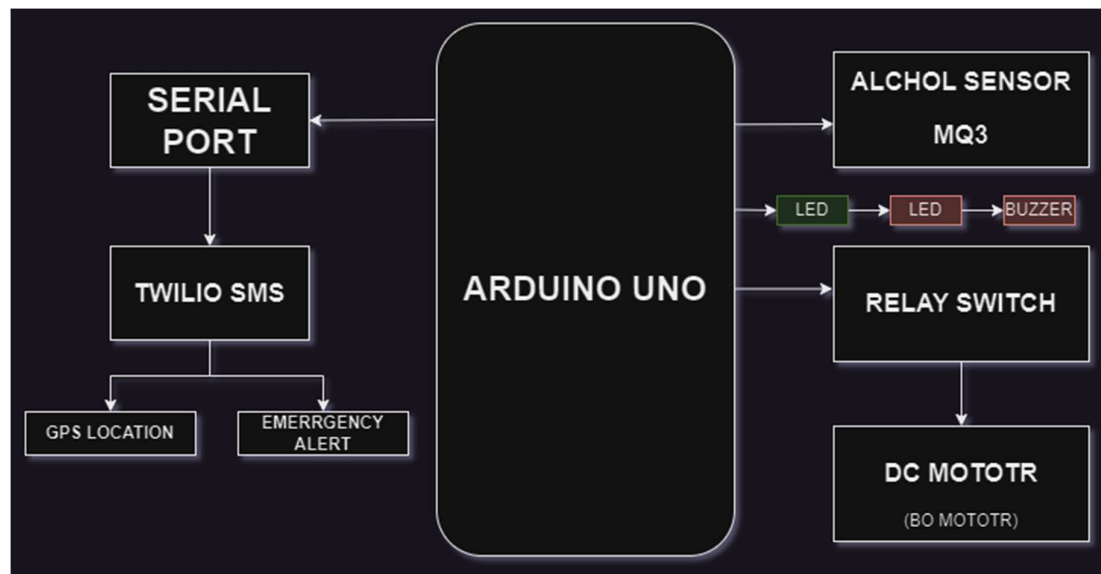 SERIAL
PORT
TWILIO SMS
GPS LOCATION
EMERRGENCY
ALERT
ARDUINO UNO
ALCHOL SENSOR
MQ3
LED
LED
BUZZER
RELAY SWITCH
DC MOTOTR
(BO MOTOTR)